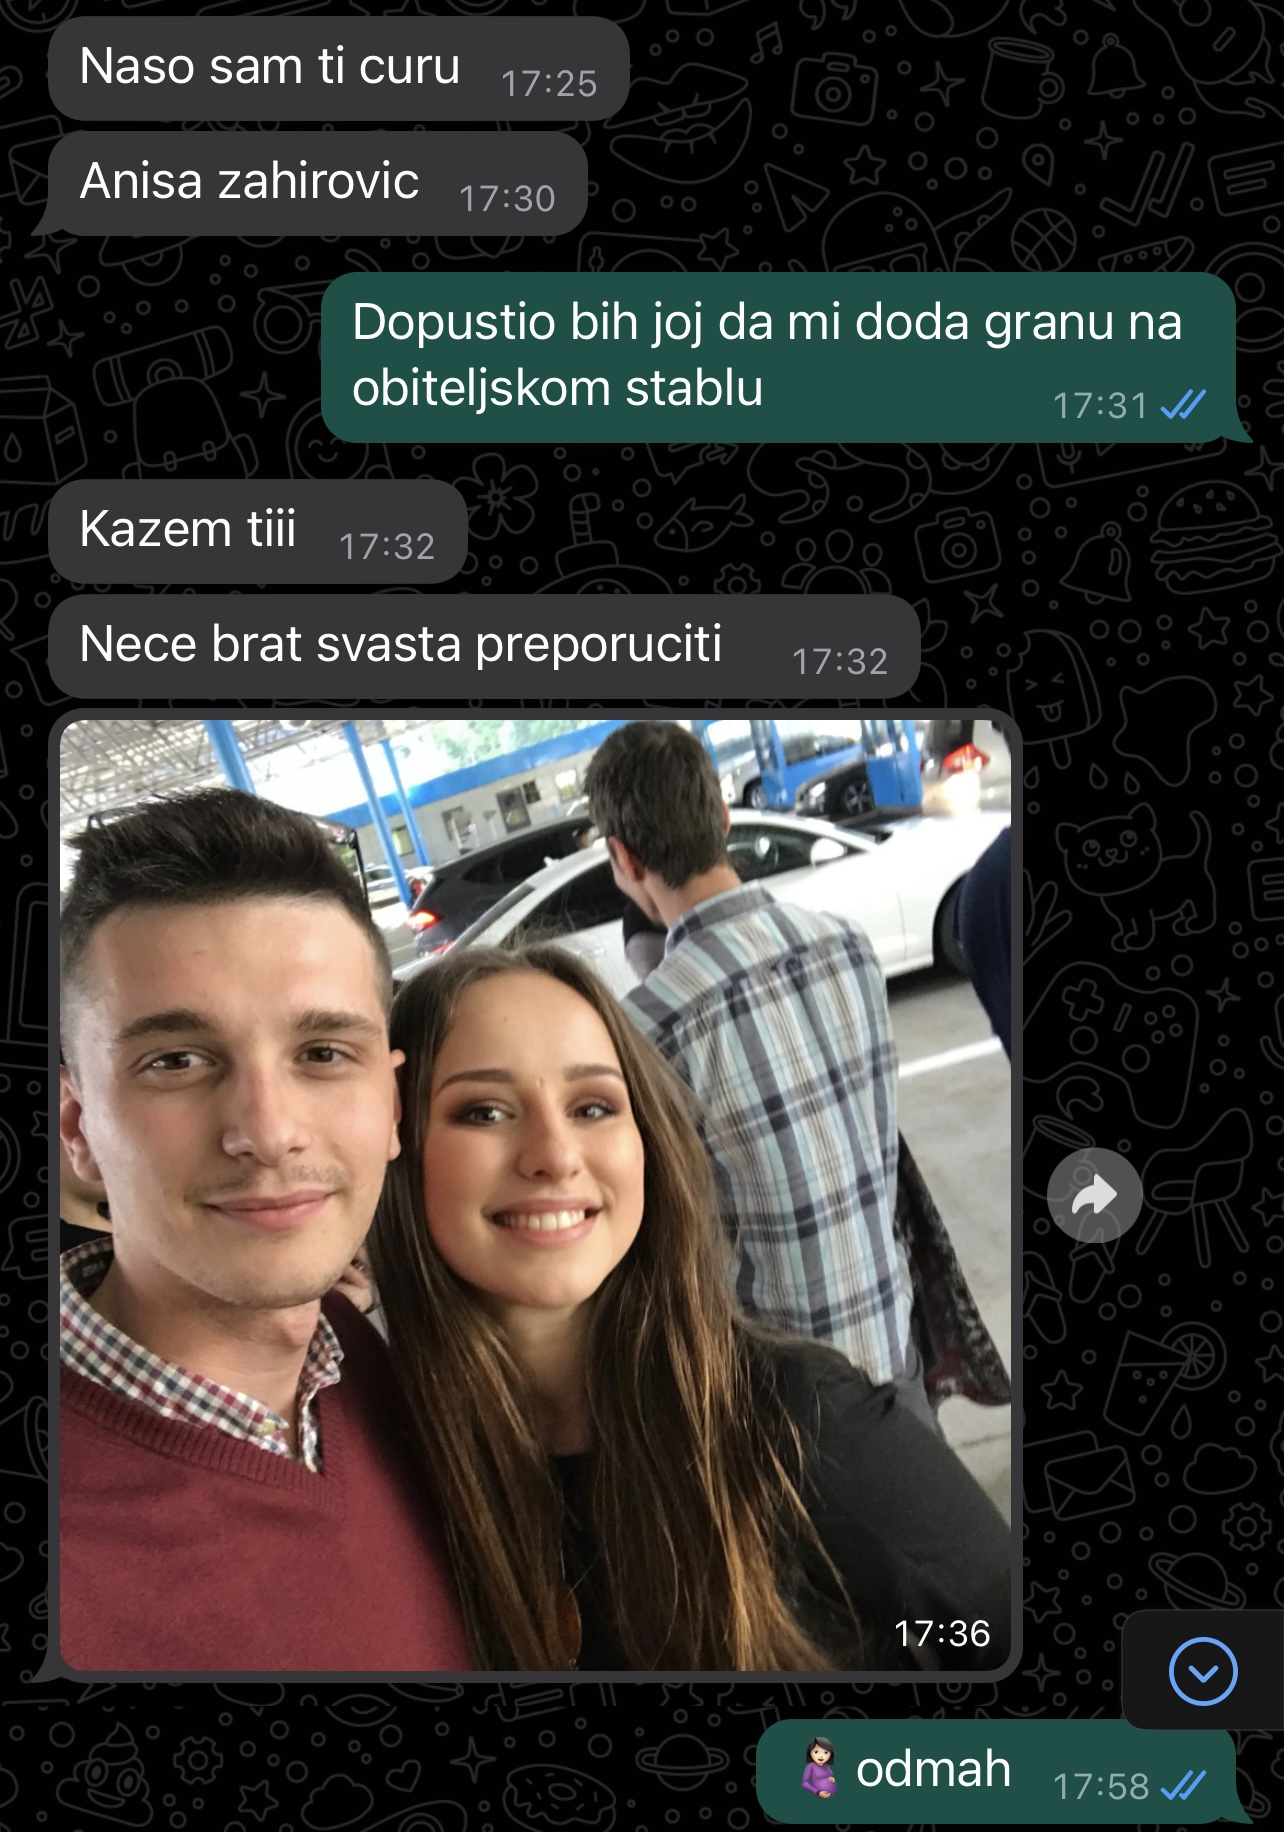 Naso sam ti curu 17:25
Anisa zahirovic 17:30
Dopustio bih joj da mi doda granu na
obiteljskom stablu 17:31
Kazem tiii 17:32
Nece brat svasta preporuciti 17:32
17:36
🤰🏻 odmah 17:58